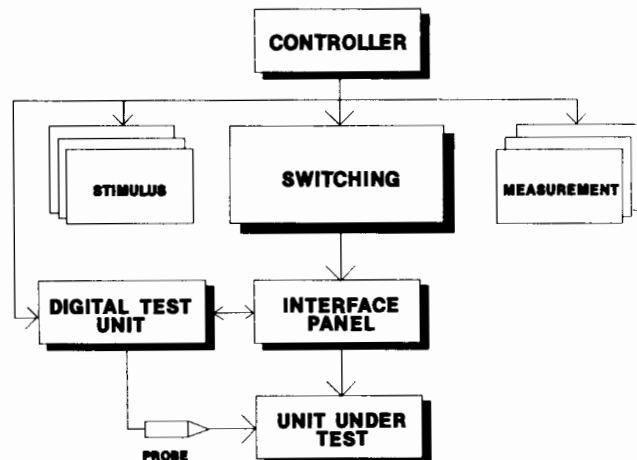 CONTROLLER
STIMULUS
SWITCHING
MEASUREMENT
DIGITAL TEST
UNIT
INTERFACE
PANEL
UNIT UNDER
TEST
PROBE